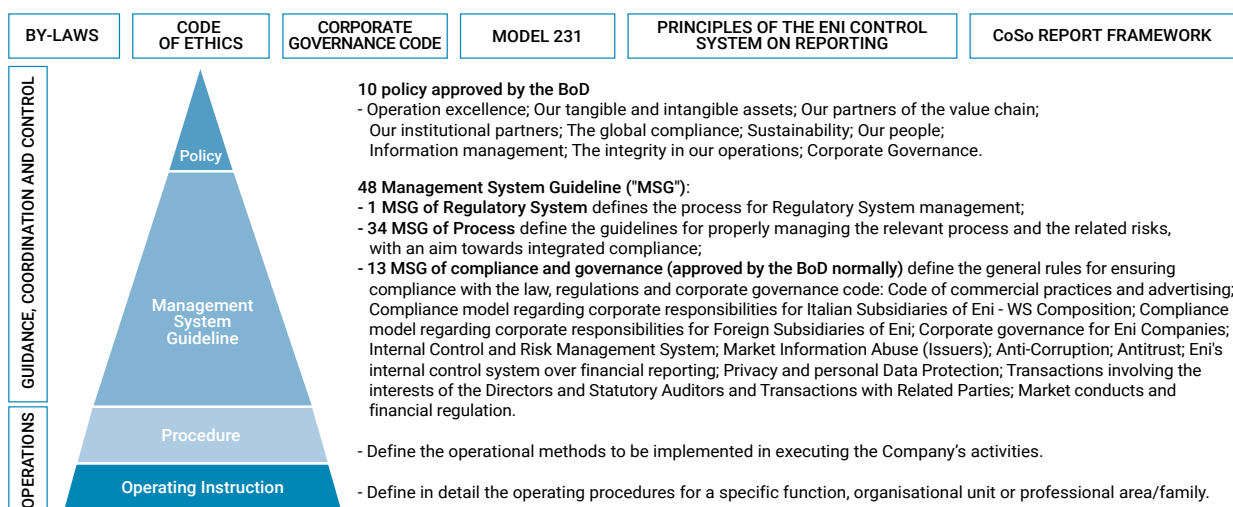 BY-LAWS
CODE
OF ETHICS
CORPORATE
GOVERNANCE CODE
MODEL 231
PRINCIPLES OF THE ENI CONTROL
SYSTEM ON REPORTING
CoSo REPORT FRAMEWORK
GUIDANCE, COORDINATION AND CONTROL
Policy
10 policy approved by the BoD
- Operation excellence; Our tangible and intangible assets; Our partners of the value chain;
Our institutional partners; The global compliance; Sustainability; Our people;
Information management; The integrity in our operations; Corporate Governance.
Management
System
Guideline
48 Management System Guideline ("MSG"):
- 1 MSG of Regulatory System defines the process for Regulatory System management;
- 34 MSG of Process define the guidelines for properly managing the relevant process and the related risks,
with an aim towards integrated compliance;
- 13 MSG of compliance and governance (approved by the BoD normally) define the general rules for ensuring
compliance with the law, regulations and corporate governance code: Code of commercial practices and advertising;
Compliance model regarding corporate responsibilities for Italian Subsidiaries of Eni - WS Composition; Compliance
model regarding corporate responsibilities for Foreign Subsidiaries of Eni; Corporate governance for Eni Companies;
Internal Control and Risk Management System; Market Information Abuse (Issuers); Anti-Corruption; Antitrust; Eni's
internal control system over financial reporting; Privacy and personal Data Protection; Transactions involving the
interests of the Directors and Statutory Auditors and Transactions with Related Parties; Market conducts and
financial regulation.
OPERATIONS
Procedure
- Define the operational methods to be implemented in executing the Company's activities.
Operating Instruction
- Define in detail the operating procedures for a specific function, organisational unit or professional area/family.